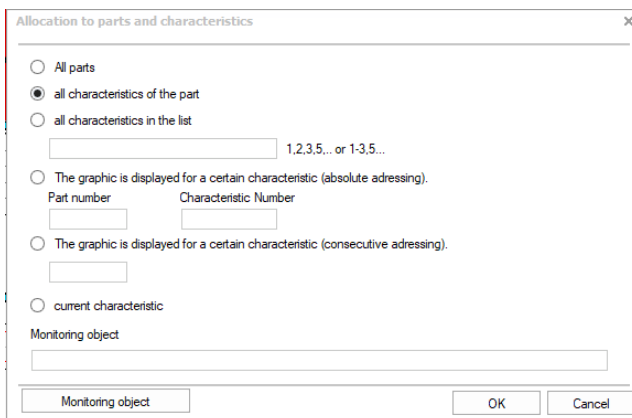 Allocation to parts and characteristics
All parts
all characteristics of the part
all characteristics in the list
1,2,3,5,.. or 1-3,5...
The graphic is displayed for a certain characteristic (absolute adressing).
Part number Characteristic Number
The graphic is displayed for a certain characteristic (consecutive adressing).
current characteristic
Monitoring object
Monitoring object OK Cancel